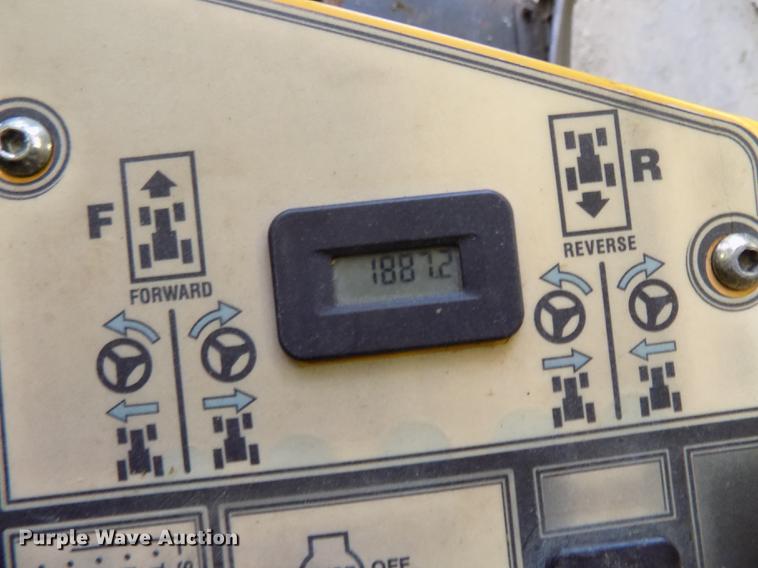 F
R
1887.2
REVERSE
FORWARD
OFF
Purple Wave Auction